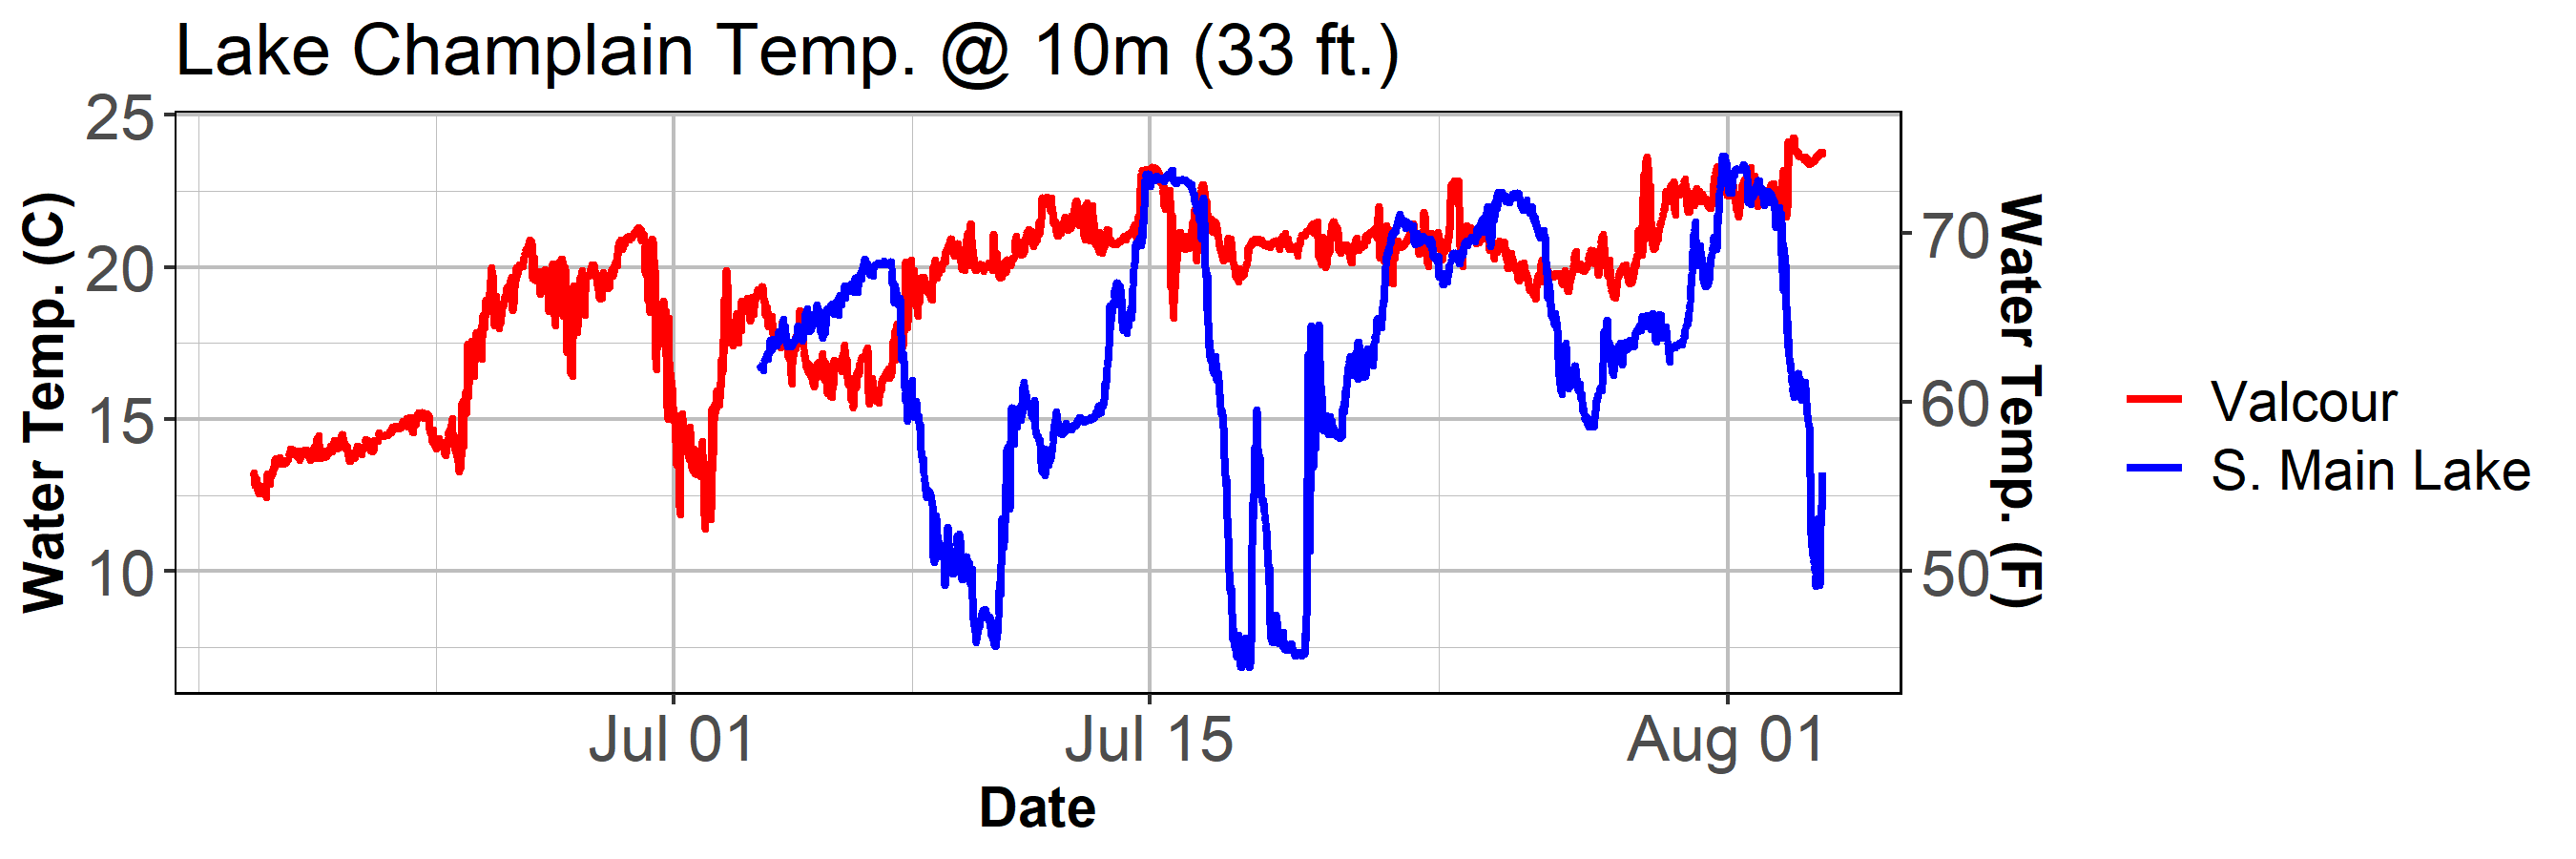 Lake Champlain Temp. @ 10m (33 ft.)
25
20
15
10
Water Temp. (C)
70
60
50
Water Temp. (F)
Jul 01
Jul 15
Aug 01
Date
Valcour
S. Main Lake